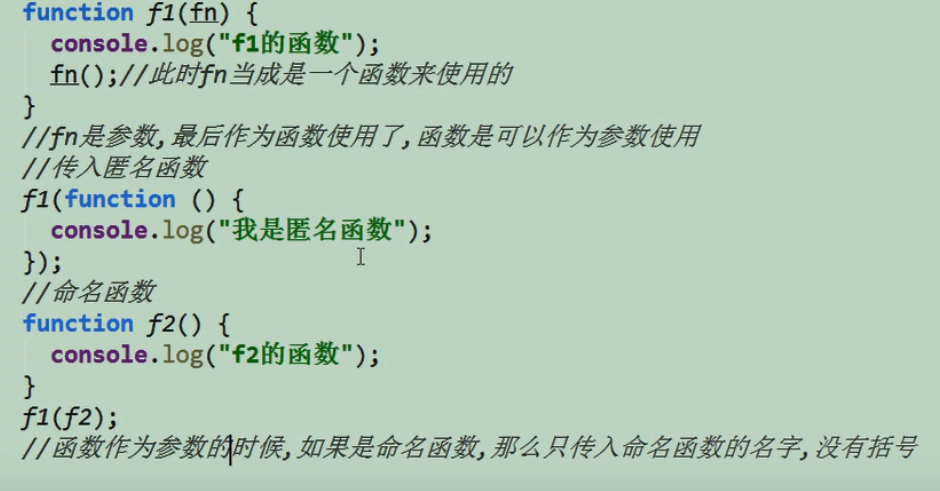 function f1(fn) {
  console.log("f1的函数");
  fn();//此时fn当成是一个函数来使用的
}
//fn是参数,最后作为函数使用了,函数是可以作为参数使用
//传入匿名函数
f1(function () {
  console.log("我是匿名函数");
});
//命名函数
function f2() {
  console.log("f2的函数");
}
f1(f2);
//函数作为参数的时候,如果是命名函数,那么只传入命名函数的名字,没有括号